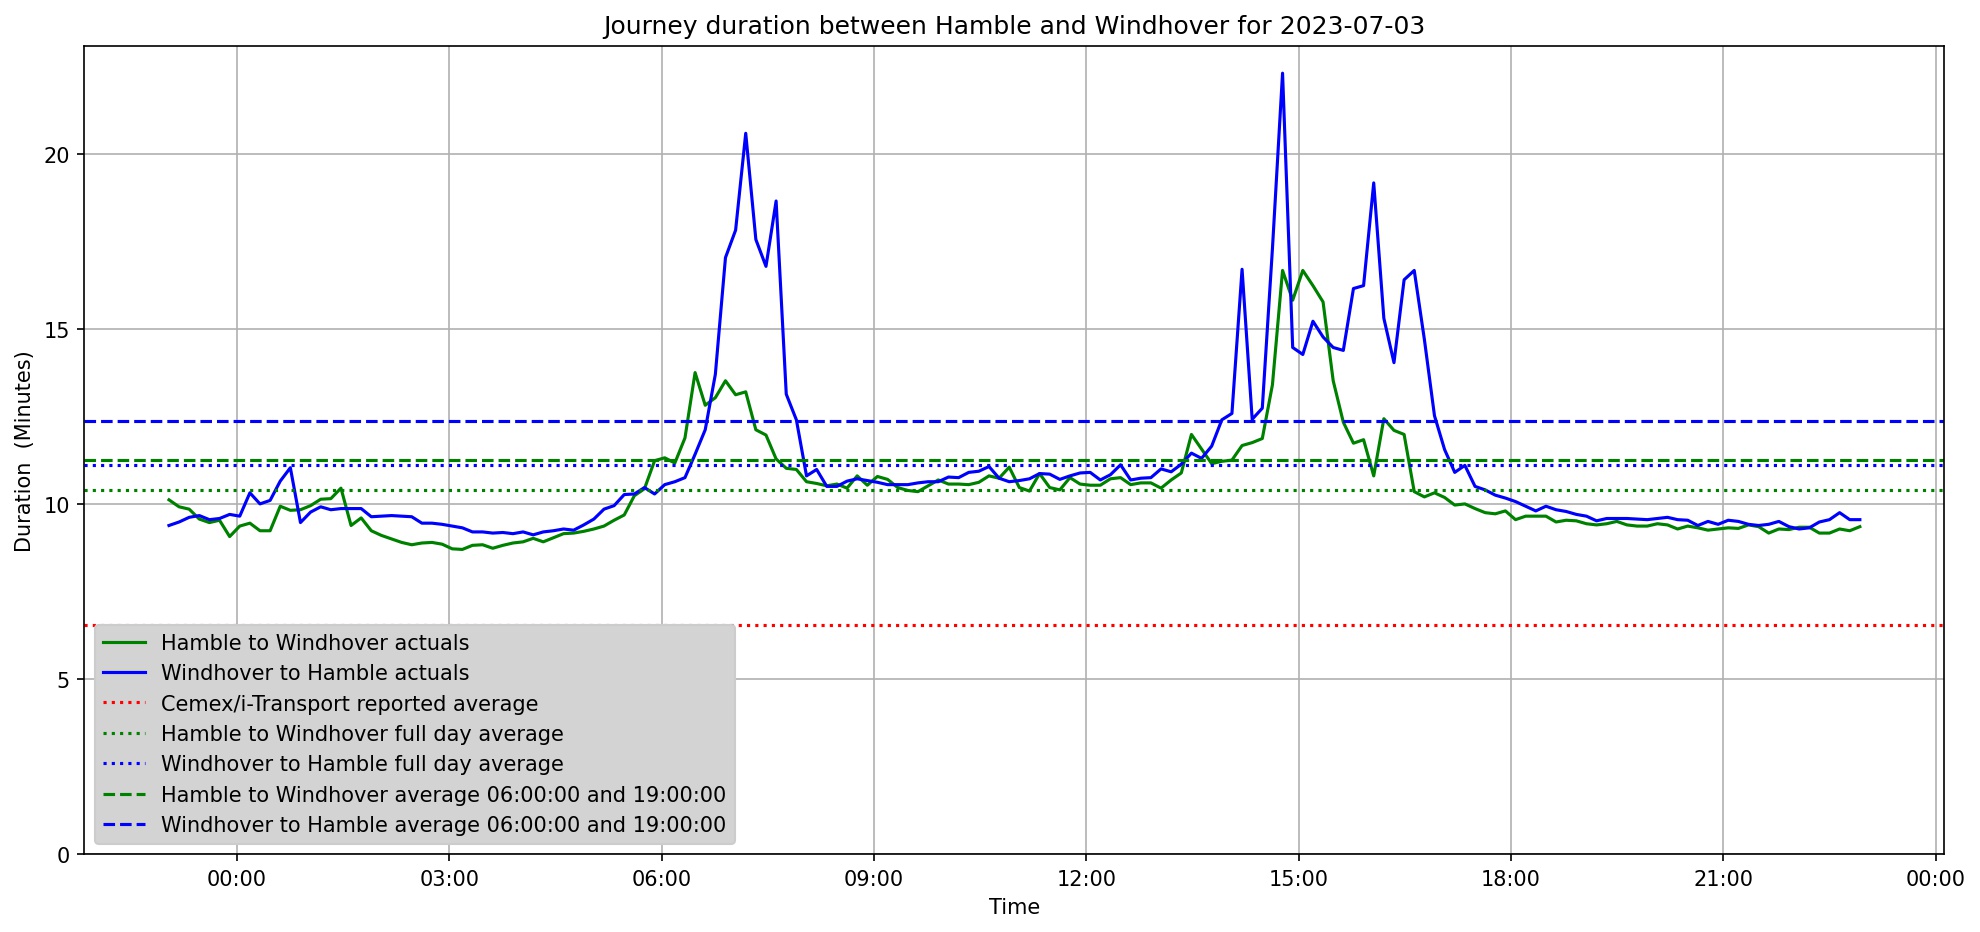 Journey duration between Hamble and Windhover for 2023-07-03
Duration (Minutes)
20
15
10
5
0
Hamble to Windhover actuals
Windhover to Hamble actuals
Cemex/i-Transport reported average
Hamble to Windhover full day average
Windhover to Hamble full day average
Hamble to Windhover average 06:00:00 and 19:00:00
Windhover to Hamble average 06:00:00 and 19:00:00
00:00 03:00 06:00 09:00 12:00 15:00 18:00 21:00 00:00
Time